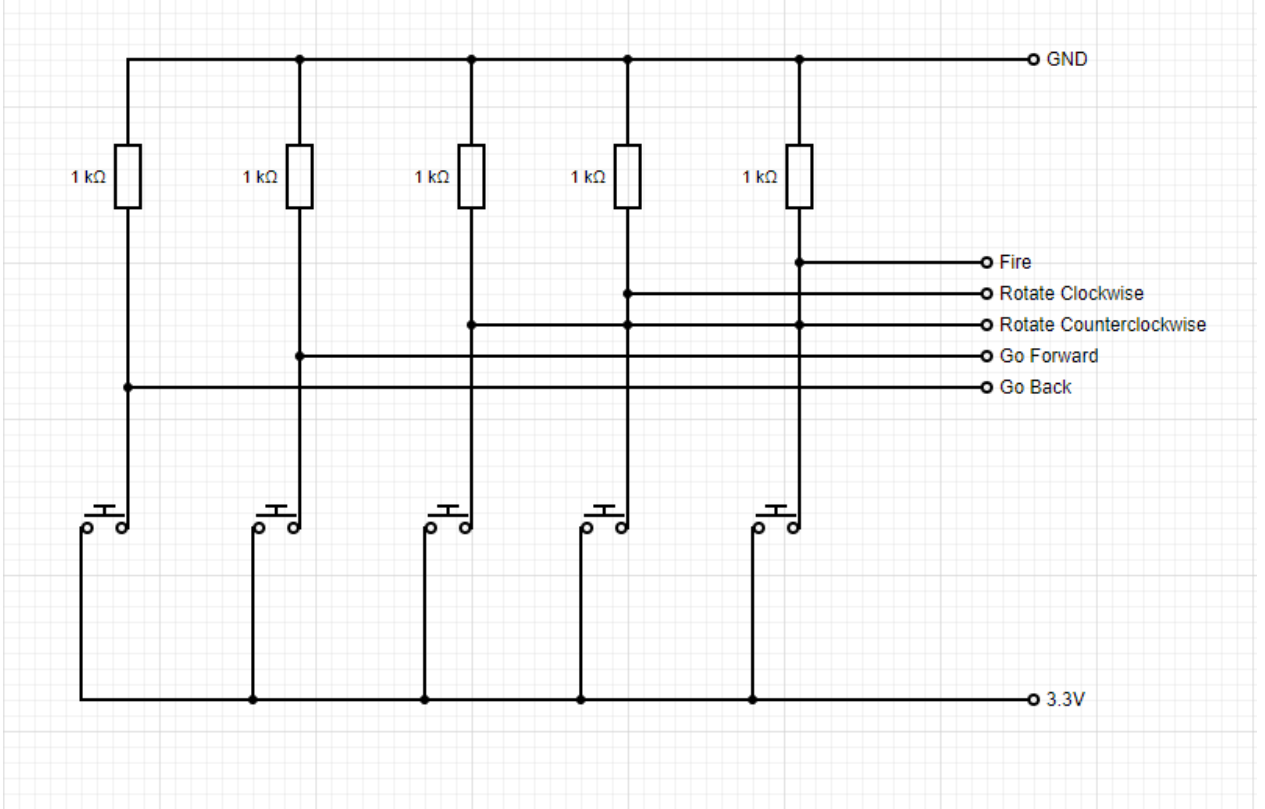 GND
1 kΩ
1 kΩ
1 kΩ
1 kΩ
1 kΩ
Fire
Rotate Clockwise
Rotate Counterclockwise
Go Forward
Go Back
3.3V